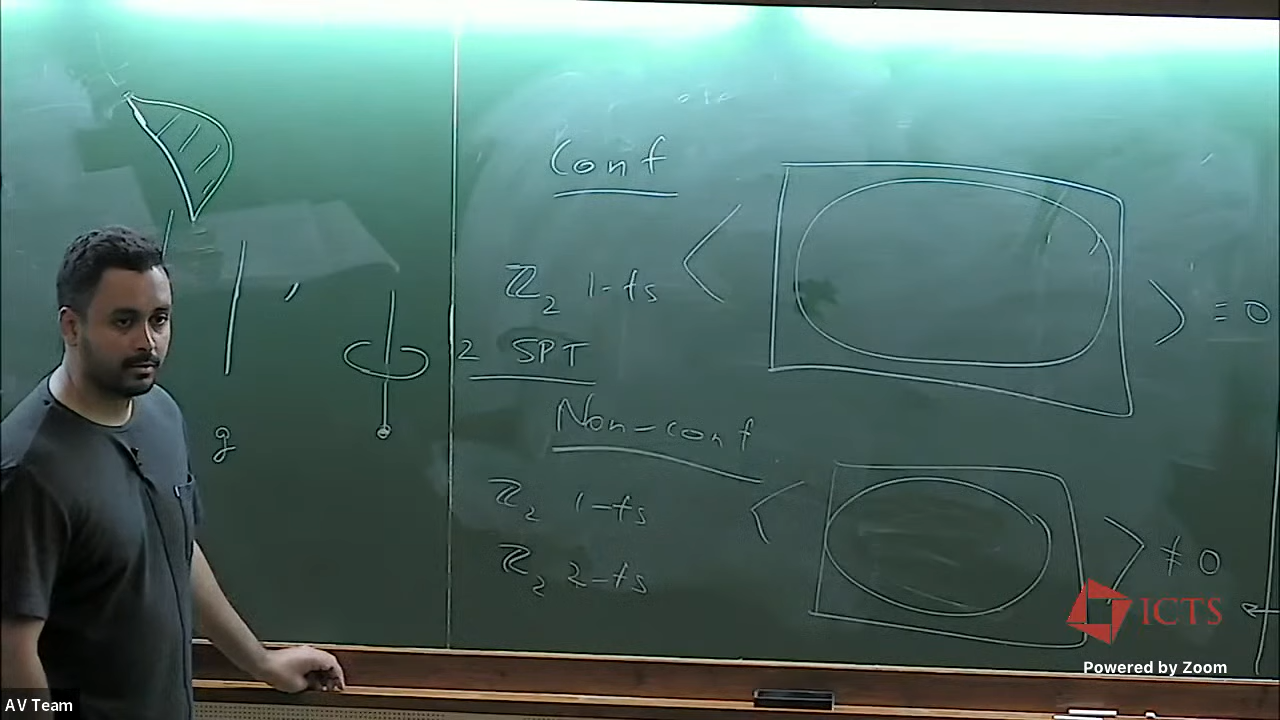 g
Conf
ℤ₂ 1-fs
2 SPT
< > = 0
Non-conf
ℤ₂ 1-fs
ℤ₂ 2-fs
< > ≠ 0
ICTS
Powered by Zoom
AV Team